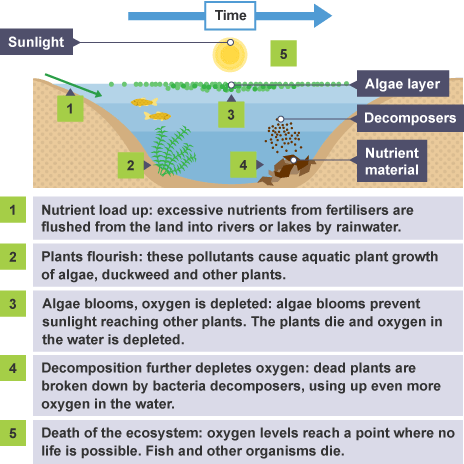 Time
Sunlight
5
Algae layer
1
3
Decomposers
2
4
Nutrient
material
1
Nutrient load up: excessive nutrients from fertilisers are
flushed from the land into rivers or lakes by rainwater.
2
Plants flourish: these pollutants cause aquatic plant growth
of algae, duckweed and other plants.
3
Algae blooms, oxygen is depleted: algae blooms prevent
sunlight reaching other plants. The plants die and oxygen in
the water is depleted.
4
Decomposition further depletes oxygen: dead plants are
broken down by bacteria decomposers, using up even more
oxygen in the water.
5
Death of the ecosystem: oxygen levels reach a point where no
life is possible. Fish and other organisms die.